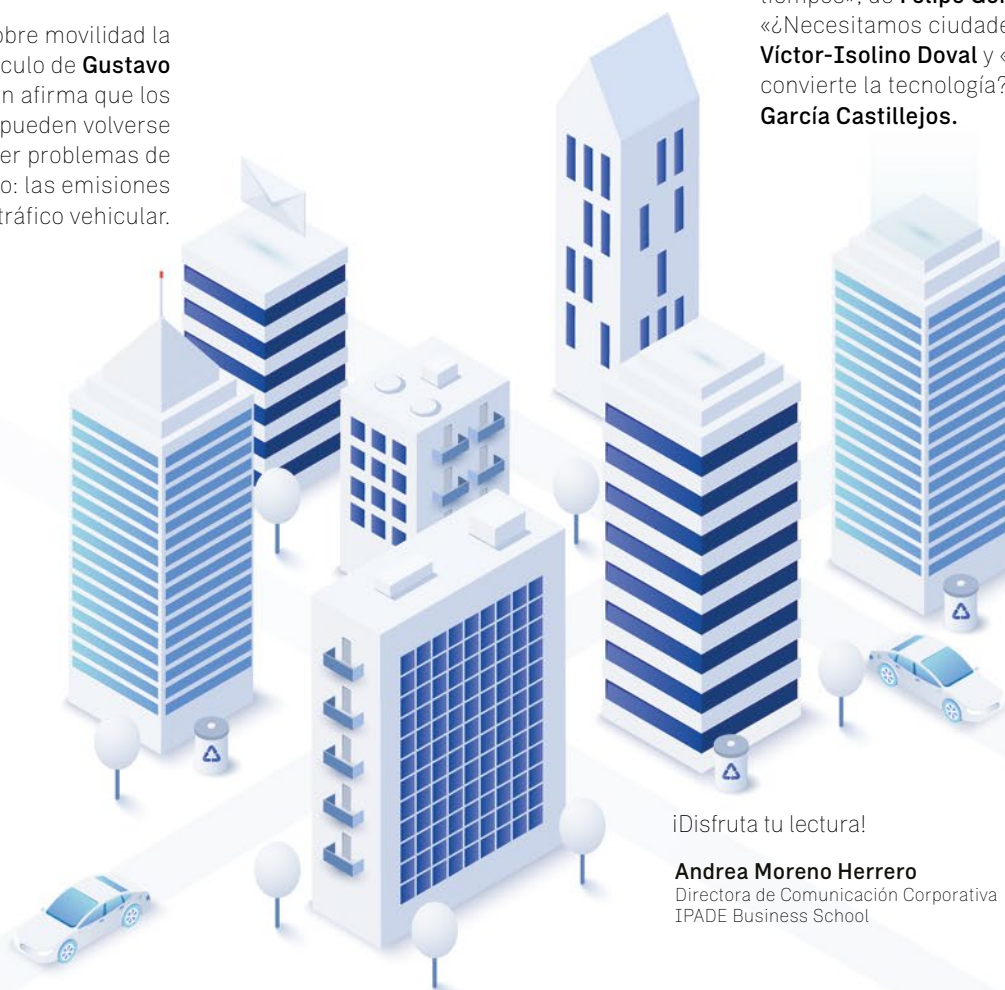 obre movilidad la
culo de Gustavo
n afirma que los
pueden volverse
er problemas de
o: las emisiones
tráfico vehicular.
«¿Necesitamos ciudade
Víctor-Isolino Doval y «
convierte la tecnología?
García Castillejos.
¡Disfruta tu lectura!
Andrea Moreno Herrero
Directora de Comunicación Corporativa
IPADE Business School